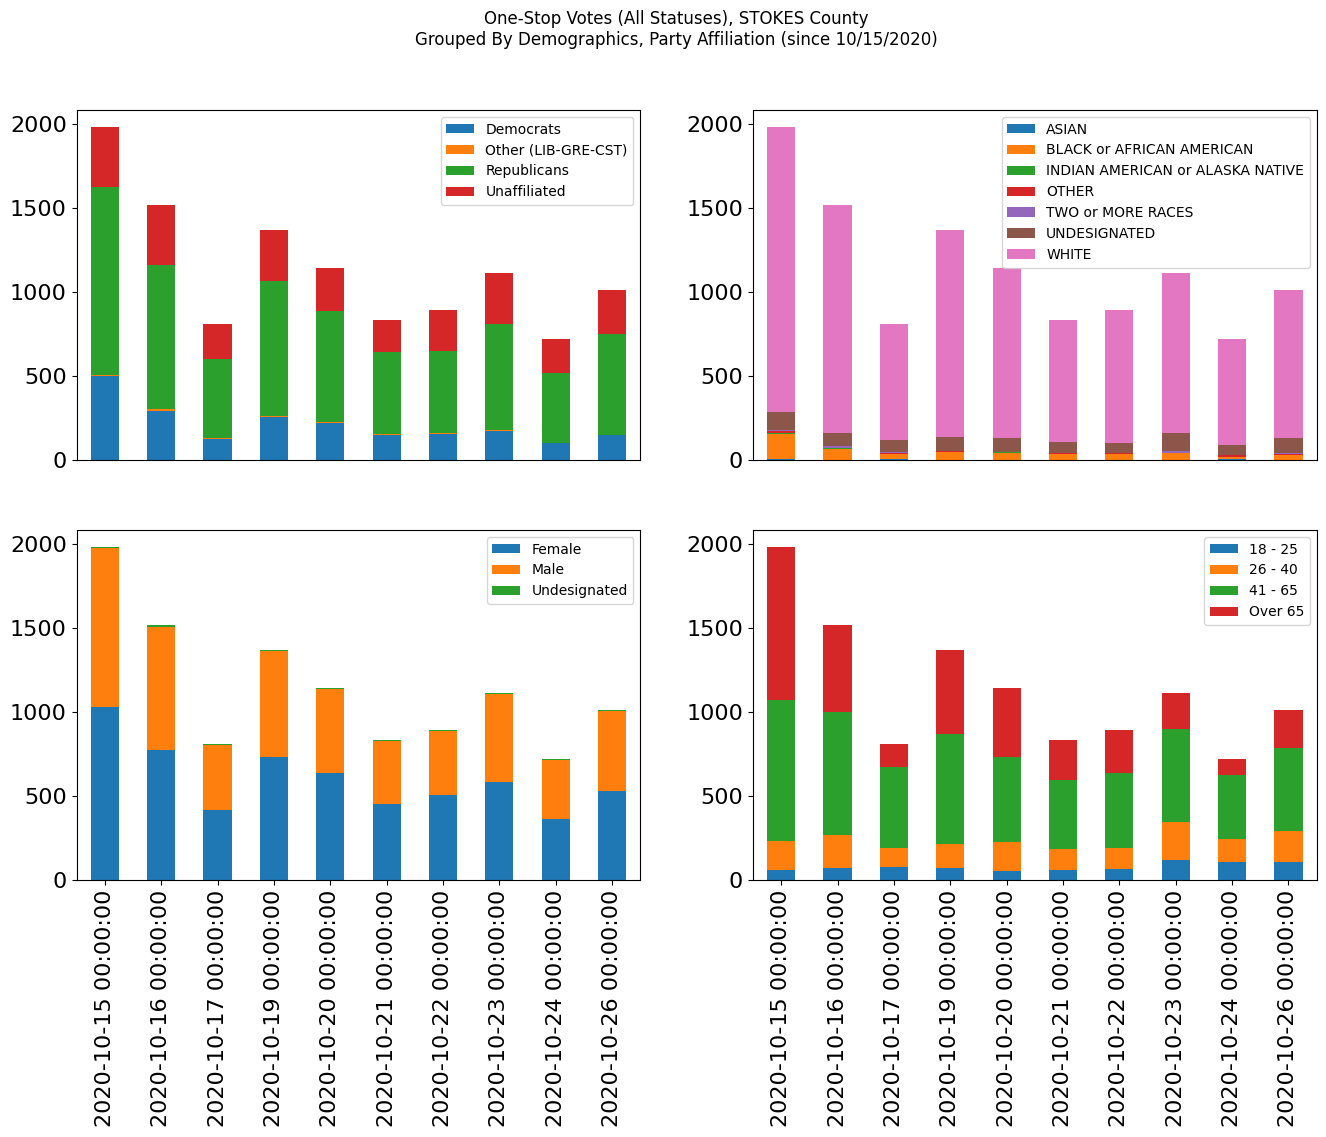 One-Stop Votes (All Statuses), STOKES County
Grouped By Demographics, Party Affiliation (since 10/15/2020)
2000
1500
1000
500
0
Democrats
Other (LIB-GRE-CST)
Republicans
Unaffiliated
2000
1500
1000
500
0
ASIAN
BLACK or AFRICAN AMERICAN
INDIAN AMERICAN or ALASKA NATIVE
OTHER
TWO or MORE RACES
UNDESIGNATED
WHITE
2000
1500
1000
500
0
Female
Male
Undesignated
2020-10-15 00:00:00
2020-10-16 00:00:00
2020-10-17 00:00:00
2020-10-19 00:00:00
2020-10-20 00:00:00
2020-10-21 00:00:00
2020-10-22 00:00:00
2020-10-23 00:00:00
2020-10-24 00:00:00
2020-10-26 00:00:00
2000
1500
1000
500
0
18 - 25
26 - 40
41 - 65
Over 65
2020-10-15 00:00:00
2020-10-16 00:00:00
2020-10-17 00:00:00
2020-10-19 00:00:00
2020-10-20 00:00:00
2020-10-21 00:00:00
2020-10-22 00:00:00
2020-10-23 00:00:00
2020-10-24 00:00:00
2020-10-26 00:00:00